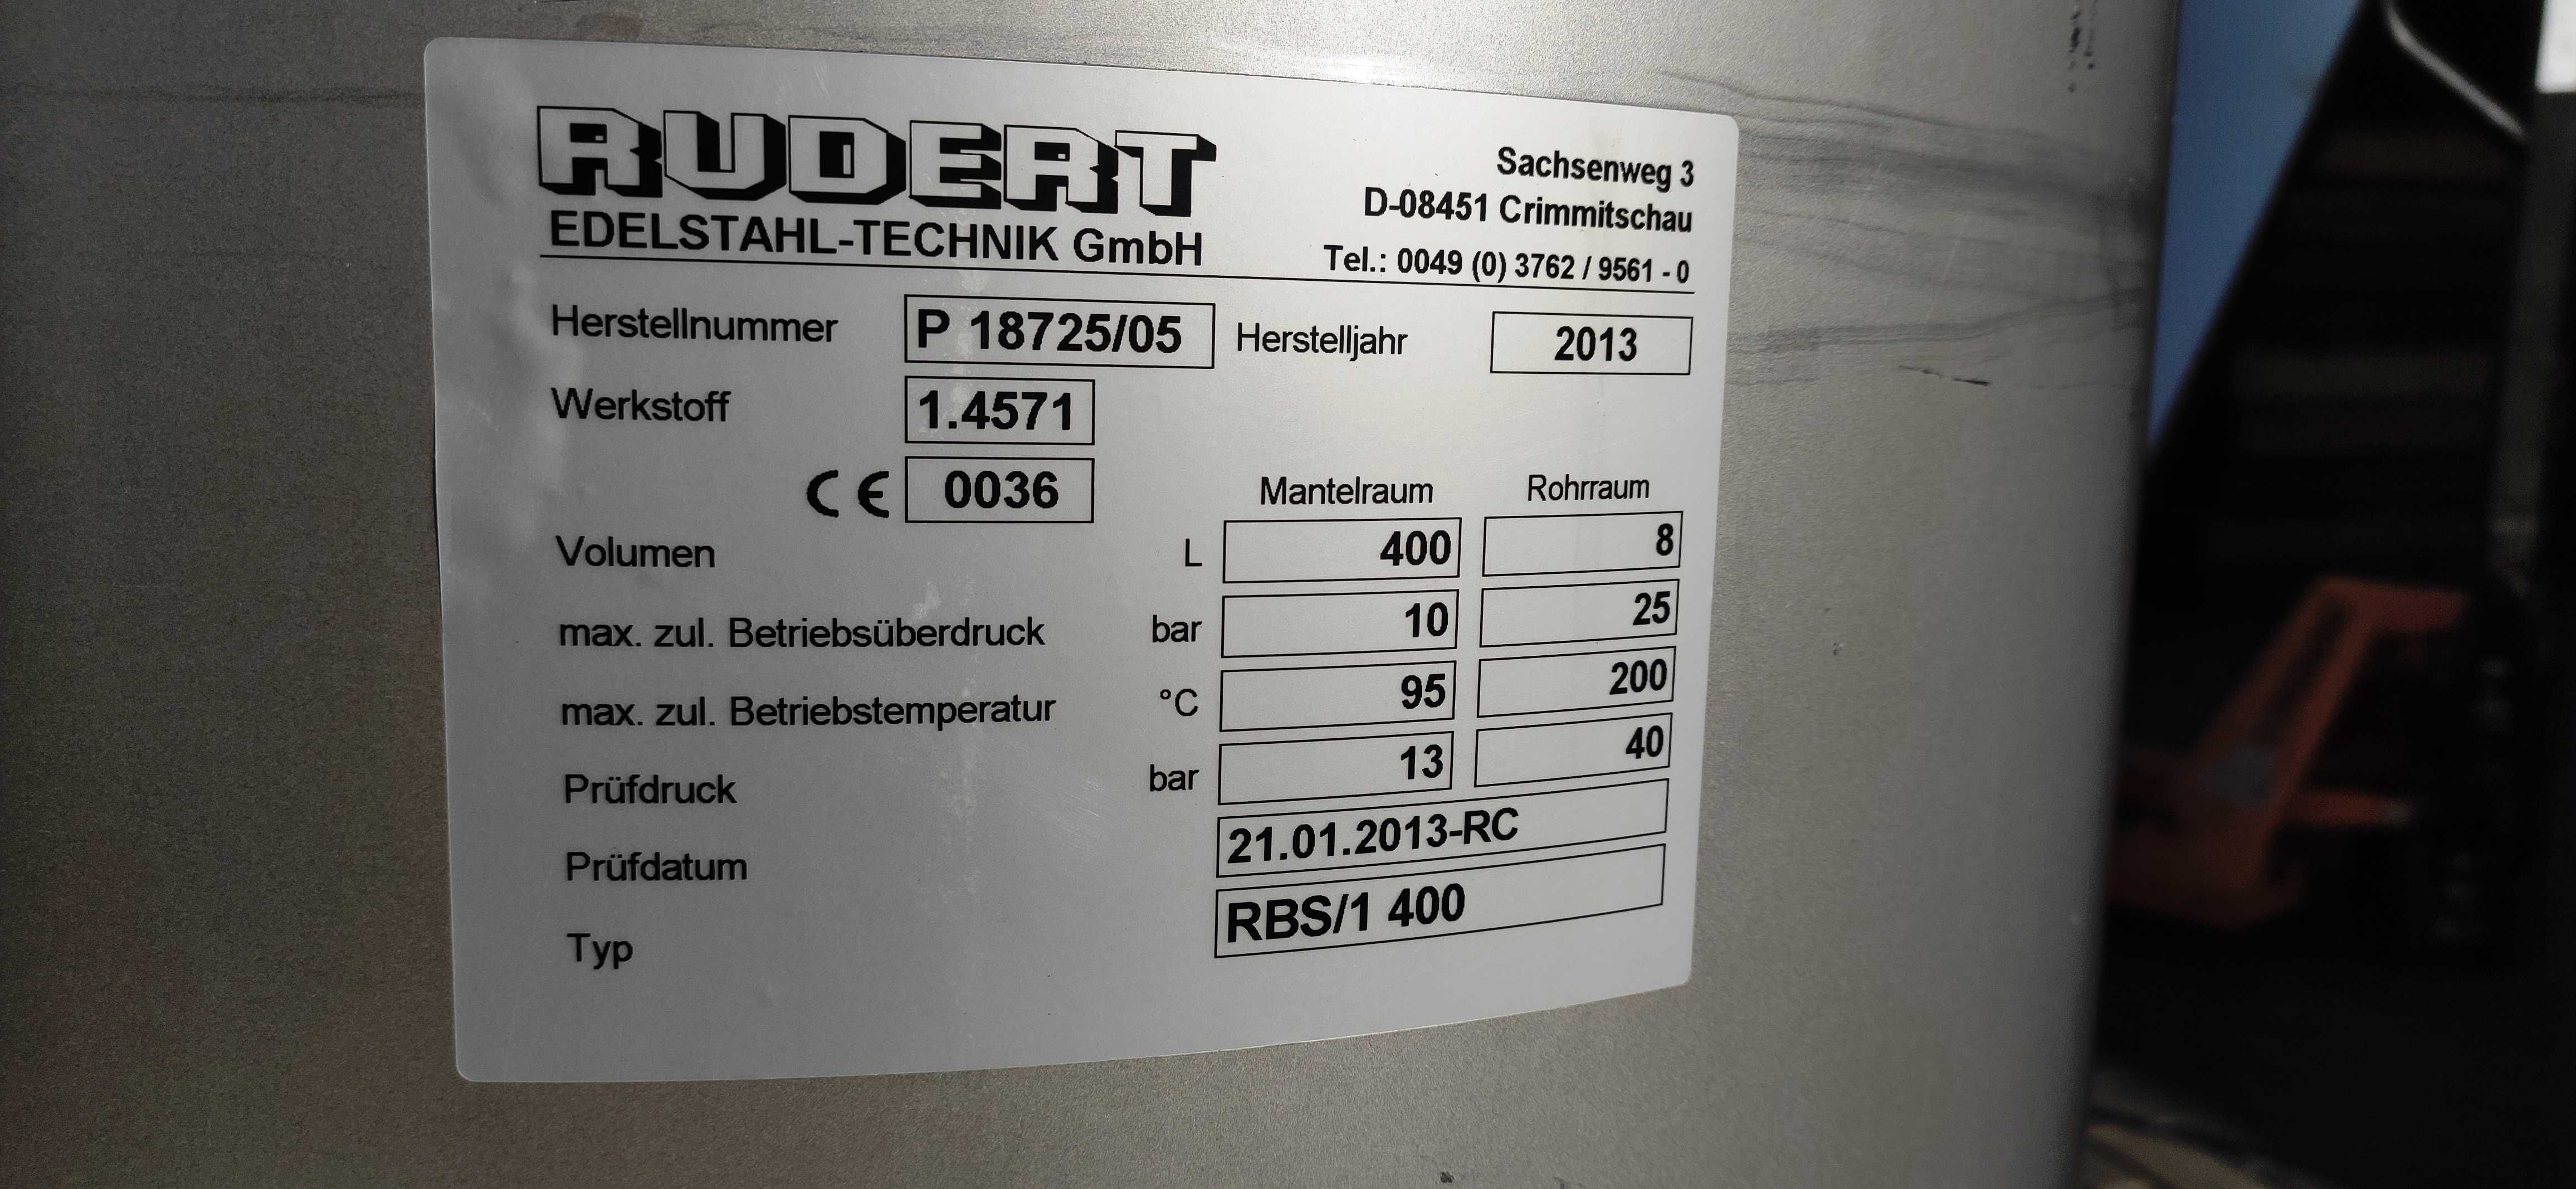 RUDERT
EDELSTAHL-TECHNIK GmbH
Sachsenweg 3
D-08451 Crimmitschau
Tel.: 0049 (0) 3762 / 9561 - 0
Herstellnummer P 18725/05 Herstelljahr 2013
Werkstoff 1.4571
CE 0036
Mantelraum Rohrraum
Volumen L 400 8
max. zul. Betriebsüberdruck bar 10 25
max. zul. Betriebstemperatur °C 95 200
Prüfdruck bar 13 40
Prüfdatum 21.01.2013-RC
Typ RBS/1 400